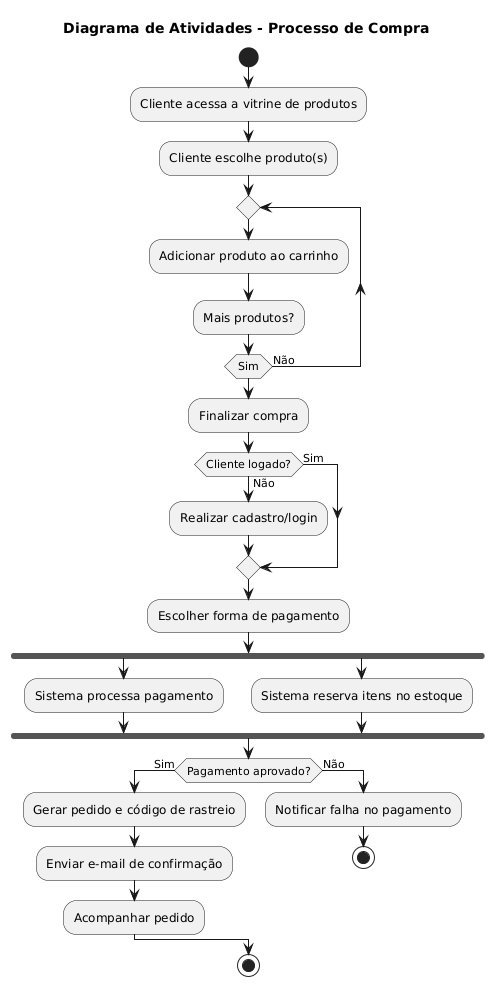 Diagrama de Atividades - Processo de Compra
Cliente acessa a vitrine de produtos
Cliente escolhe produto(s)
Adicionar produto ao carrinho
Mais produtos?
Sim
Não
Finalizar compra
Cliente logado?
Sim
Não
Realizar cadastro/login
Escolher forma de pagamento
Sistema processa pagamento
Sistema reserva itens no estoque
Sim
Pagamento aprovado?
Não
Gerar pedido e código de rastreio
Notificar falha no pagamento
Enviar e-mail de confirmação
Acompanhar pedido